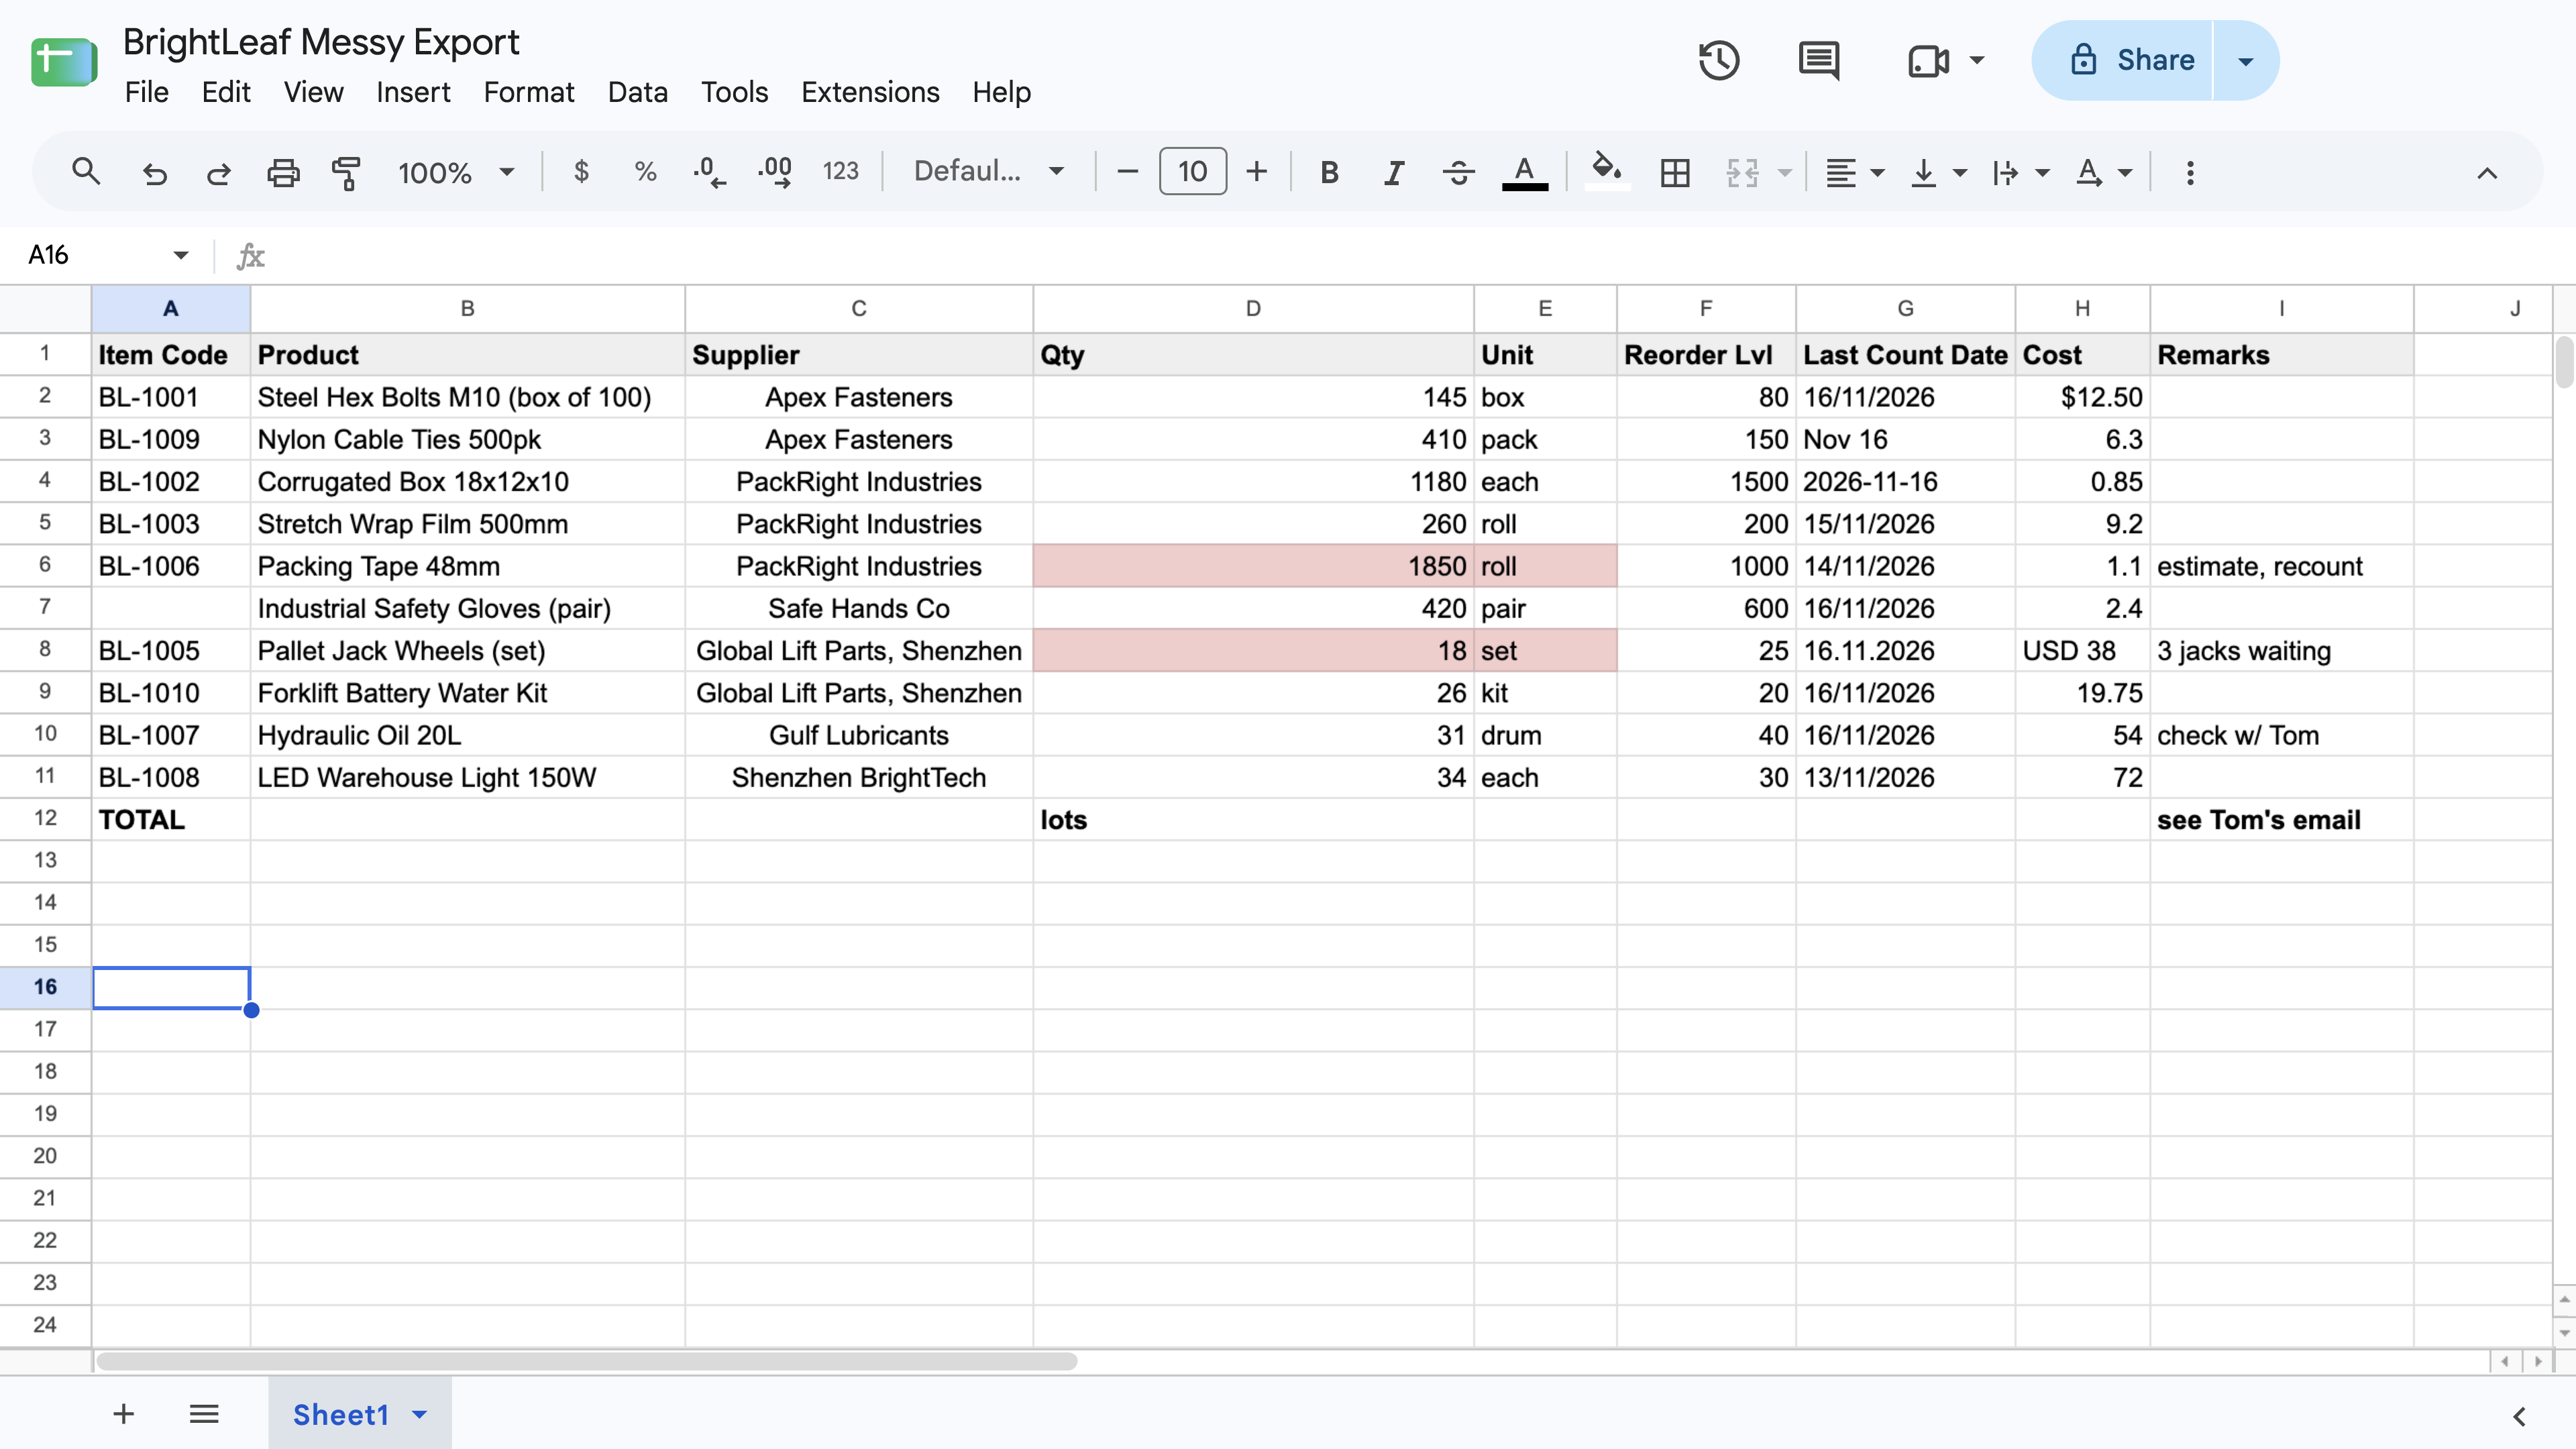 BrightLeaf Messy Export
File Edit View Insert Format Data Tools Extensions Help
Share
100% $ % .0 .00 123 Defaul... 10 B I A A
A16 fx
A B C D E F G H I J
1 Item Code Product Supplier Qty Unit Reorder Lvl Last Count Date Cost Remarks
2 BL-1001 Steel Hex Bolts M10 (box of 100) Apex Fasteners 145 box 80 16/11/2026 $12.50
3 BL-1009 Nylon Cable Ties 500pk Apex Fasteners 410 pack 150 Nov 16 6.3
4 BL-1002 Corrugated Box 18x12x10 PackRight Industries 1180 each 1500 2026-11-16 0.85
5 BL-1003 Stretch Wrap Film 500mm PackRight Industries 260 roll 200 15/11/2026 9.2
6 BL-1006 Packing Tape 48mm PackRight Industries 1850 roll 1000 14/11/2026 1.1 estimate, recount
7 Industrial Safety Gloves (pair) Safe Hands Co 420 pair 600 16/11/2026 2.4
8 BL-1005 Pallet Jack Wheels (set) Global Lift Parts, Shenzhen 18 set 25 16.11.2026 USD 38 3 jacks waiting
9 BL-1010 Forklift Battery Water Kit Global Lift Parts, Shenzhen 26 kit 20 16/11/2026 19.75
10 BL-1007 Hydraulic Oil 20L Gulf Lubricants 31 drum 40 16/11/2026 54 check w/ Tom
11 BL-1008 LED Warehouse Light 150W Shenzhen BrightTech 34 each 30 13/11/2026 72
12 TOTAL lots see Tom's email
13
14
15
16
17
18
19
20
21
22
23
24
Sheet1